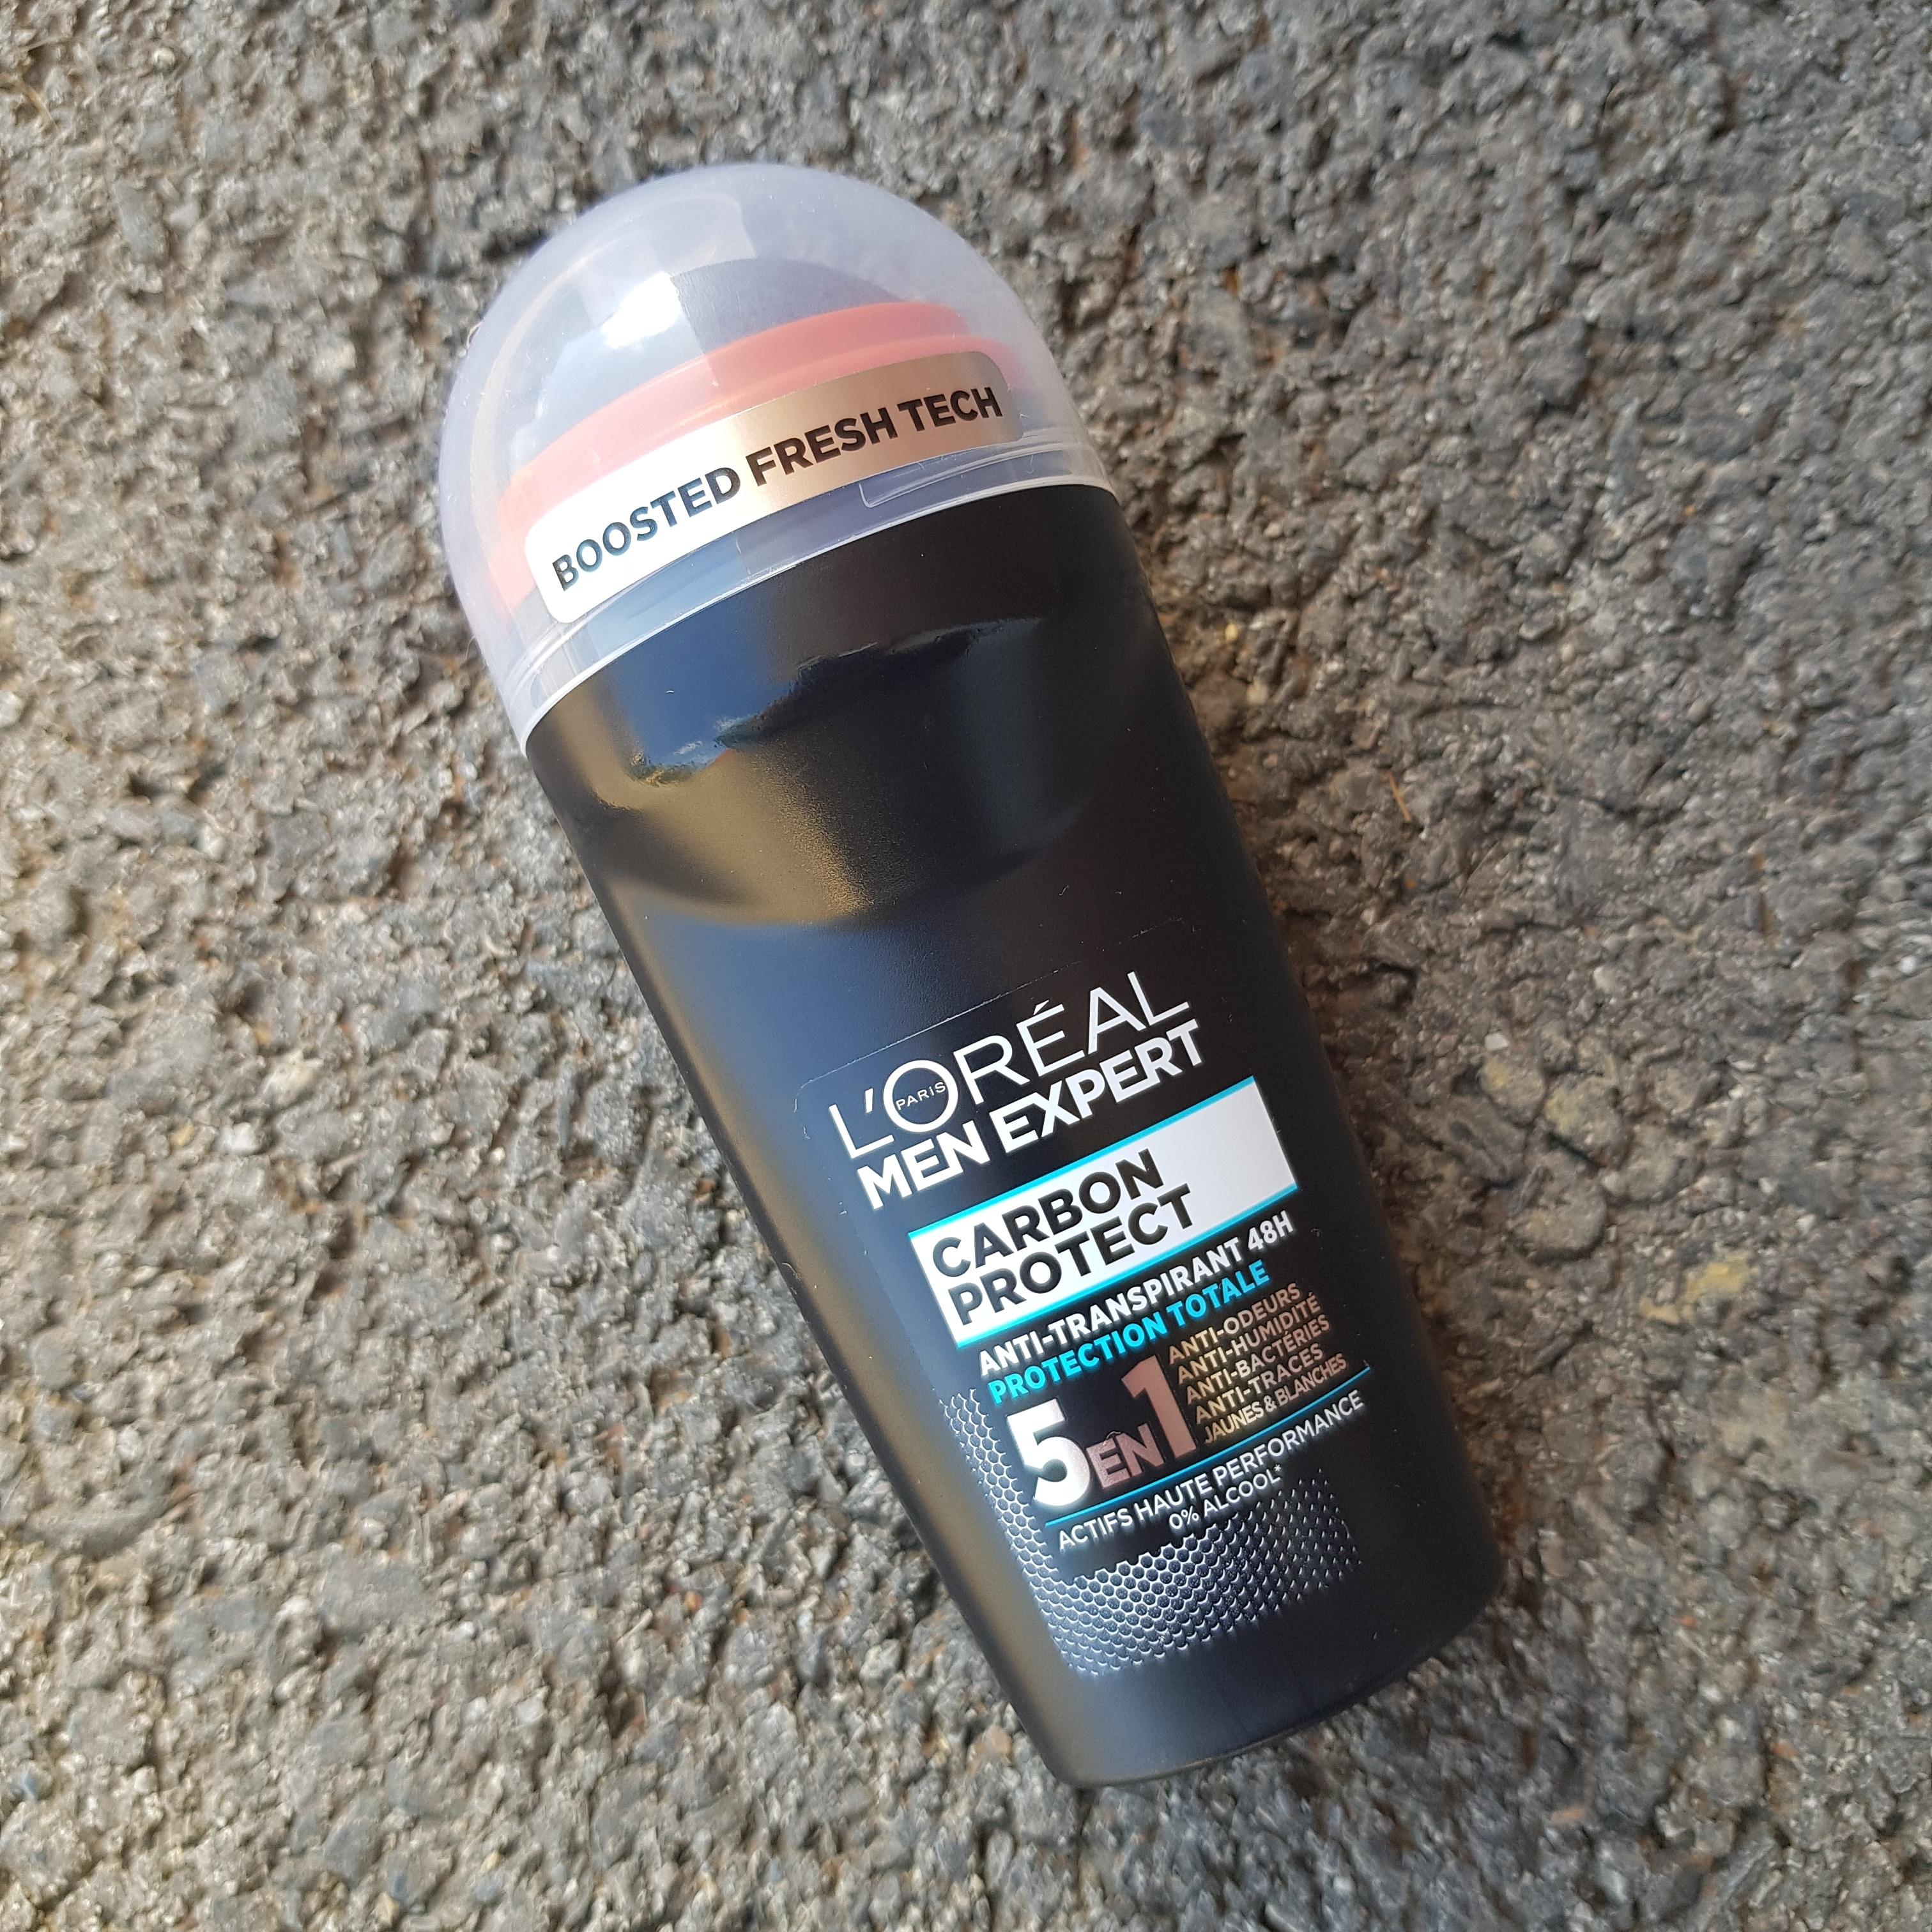 BOOSTED FRESH TECH
L'ORÉAL
PARIS
MEN EXPERT
CARBON
PROTECT
ANTI-TRANSPIRANT 48H
PROTECTION TOTALE
5EN1
ANTI-ODEURS
ANTI-HUMIDITÉ
ANTI-BACTÉRIES
ANTI-TRACES
JAUNES & BLANCHES
ACTIFS HAUTE PERFORMANCE
0% ALCOOL*